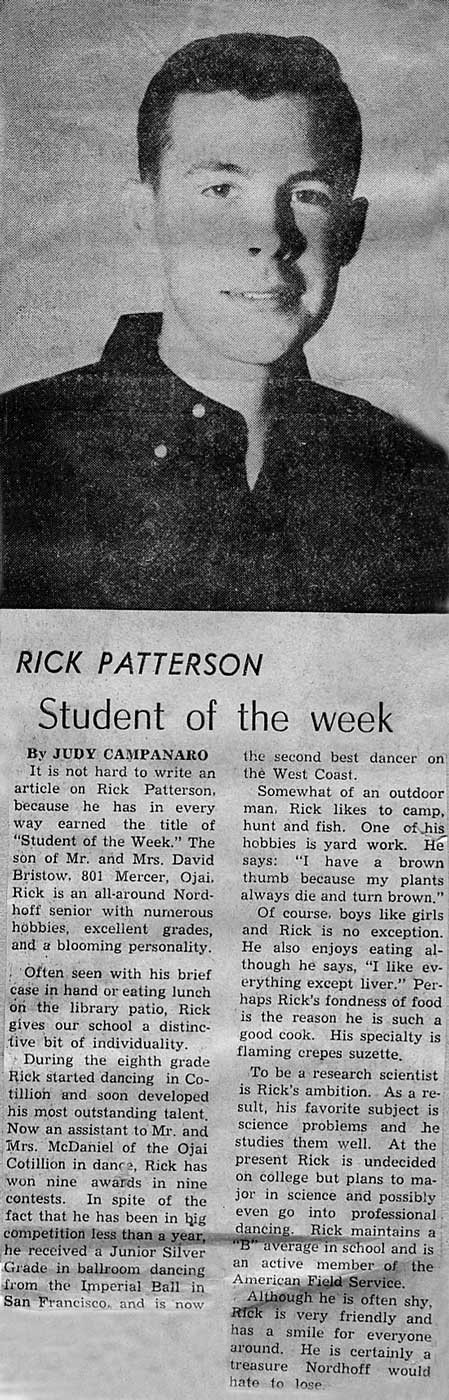 RICK PATTERSON
Student of the week
By JUDY CAMPANARO
It is not hard to write an
article on Rick Patterson,
because he has in every
way earned the title of
"Student of the Week." The
son of Mr. and Mrs. David
Bristow, 801 Mercer, Ojai,
Rick is an all-around Nord-
hoff senior with numerous
hobbies, excellent grades,
and a blooming personality.
Often seen with his brief
case in hand or eating lunch
on the library patio, Rick
gives our school a distinc-
tive bit of individuality.
During the eighth grade
Rick started dancing in Co-
tillion and soon developed
his most outstanding talent.
Now an assistant to Mr. and
Mrs. McDaniel of the Ojai
Cotillion in dance, Rick has
won nine awards in nine
contests. In spite of the
fact that he has been in big
competition less than a year,
he received a Junior Silver
Grade in ballroom dancing
from the Imperial Ball in
San Francisco, and is now
the second best dancer on
the West Coast.
Somewhat of an outdoor
man, Rick likes to camp,
hunt and fish. One of his
hobbies is yard work. He
says: "I have a brown
thumb because my plants
always die and turn brown."
Of course, boys like girls
and Rick is no exception.
He also enjoys eating al-
though he says, "I like ev-
erything except liver." Per-
haps Rick's fondness of food
is the reason he is such a
good cook. His specialty is
flaming crepes suzette.
To be a research scientist
is Rick's ambition. As a re-
sult, his favorite subject is
science problems and he
studies them well. At the
present Rick is undecided
on college but plans to ma-
jor in science and possibly
even go into professional
dancing. Rick maintains a
"B" average in school and is
an active member of the
American Field Service.
Although he is often shy,
Rick is very friendly and
has a smile for everyone
around. He is certainly a
treasure Nordhoff would
hate to lose